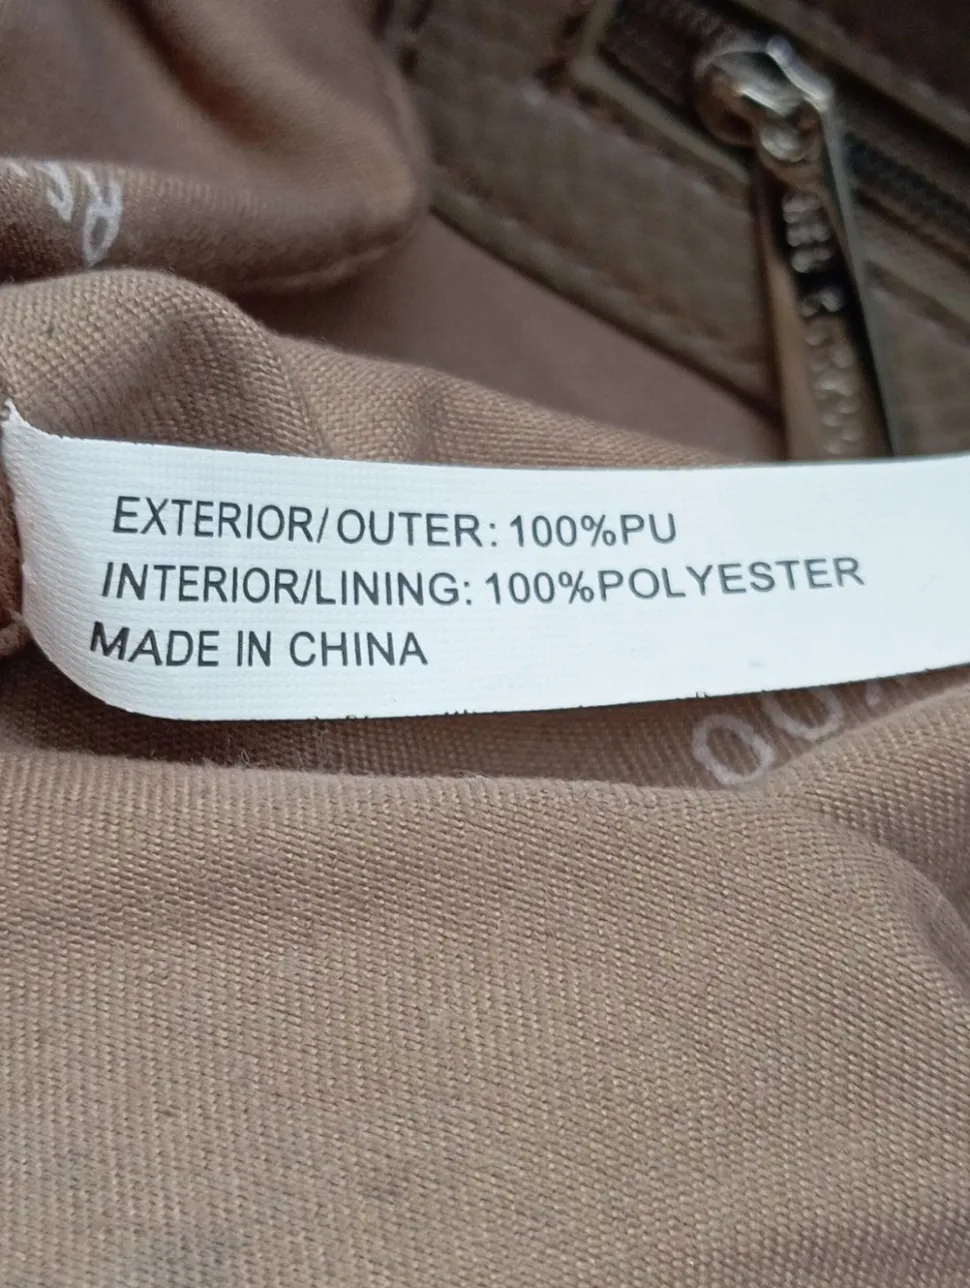 EXTERIOR/OUTER: 100%PU
INTERIOR/LINING: 100%POLYESTER
MADE IN CHINA